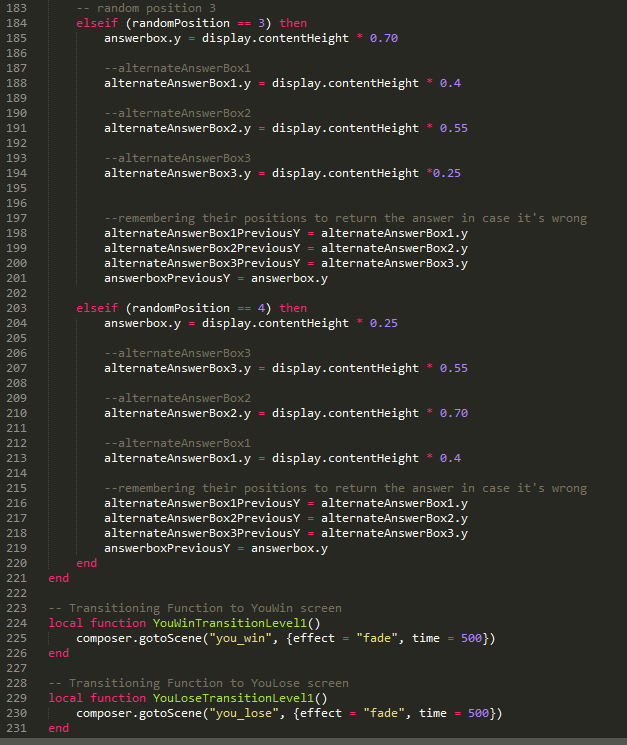 183 -- random position 3
184 elseif (randomPosition == 3) then
185 answerbox.y = display.contentHeight * 0.70
186
187 --alternateAnswerBox1
188 alternateAnswerBox1.y = display.contentHeight * 0.4
189
190 --alternateAnswerBox2
191 alternateAnswerBox2.y = display.contentHeight * 0.55
192
193 --alternateAnswerBox3
194 alternateAnswerBox3.y = display.contentHeight *0.25
195
196
197 --remembering their positions to return the answer in case it's wrong
198 alternateAnswerBox1PreviousY = alternateAnswerBox1.y
199 alternateAnswerBox2PreviousY = alternateAnswerBox2.y
200 alternateAnswerBox3PreviousY = alternateAnswerBox3.y
201 answerboxPreviousY = answerbox.y
202
203 elseif (randomPosition == 4) then
204 answerbox.y = display.contentHeight * 0.25
205
206 --alternateAnswerBox3
207 alternateAnswerBox3.y = display.contentHeight * 0.55
208
209 --alternateAnswerBox2
210 alternateAnswerBox2.y = display.contentHeight * 0.70
211
212 --alternateAnswerBox1
213 alternateAnswerBox1.y = display.contentHeight * 0.4
214
215 --remembering their positions to return the answer in case it's wrong
216 alternateAnswerBox1PreviousY = alternateAnswerBox1.y
217 alternateAnswerBox2PreviousY = alternateAnswerBox2.y
218 alternateAnswerBox3PreviousY = alternateAnswerBox3.y
219 answerboxPreviousY = answerbox.y
220 end
221 end
222
223 -- Transitioning Function to YouWin screen
224 local function YouWinTransitionLevel1()
225 composer.gotoScene("you_win", {effect = "fade", time = 500})
226 end
227
228 -- Transitioning Function to YouLose screen
229 local function YouLoseTransitionLevel1()
230 composer.gotoScene("you_lose", {effect = "fade", time = 500})
231 end